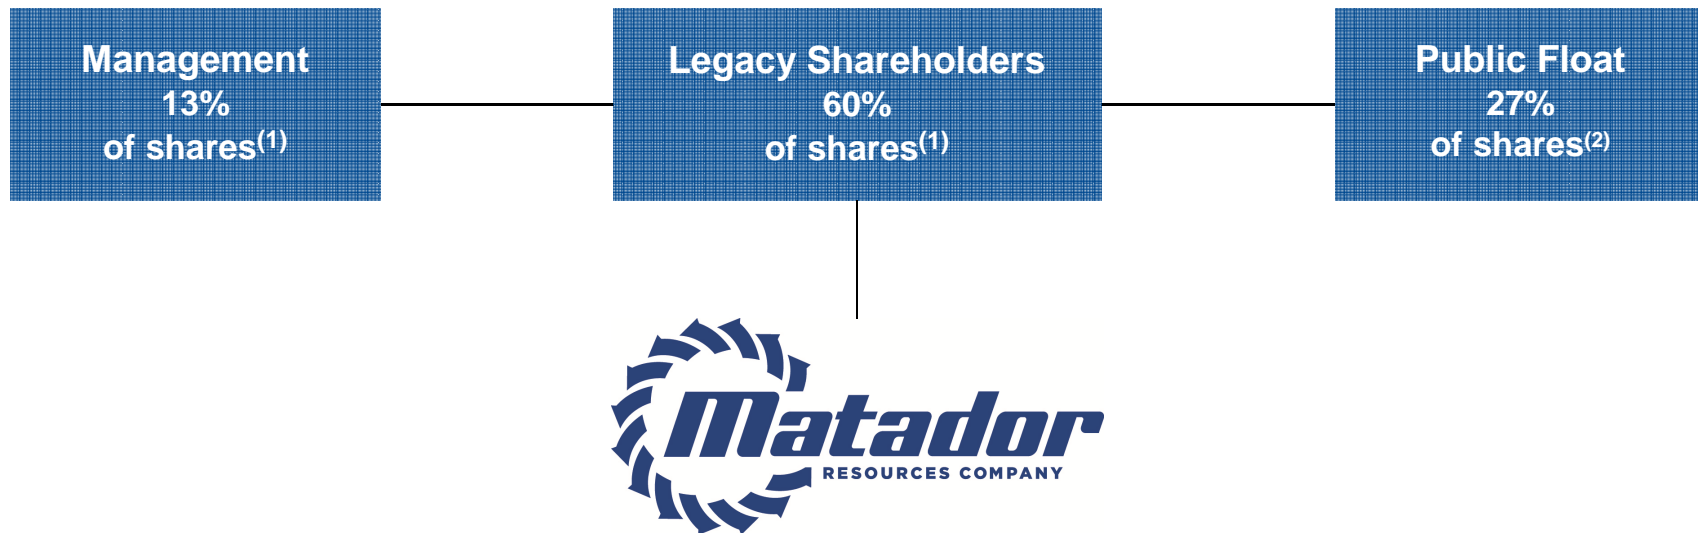 Management
13%
of shares(1)
Legacy Shareholders
60%
of shares(1)
Public Float
27%
of shares(2)
Matador
RESOURCES COMPANY